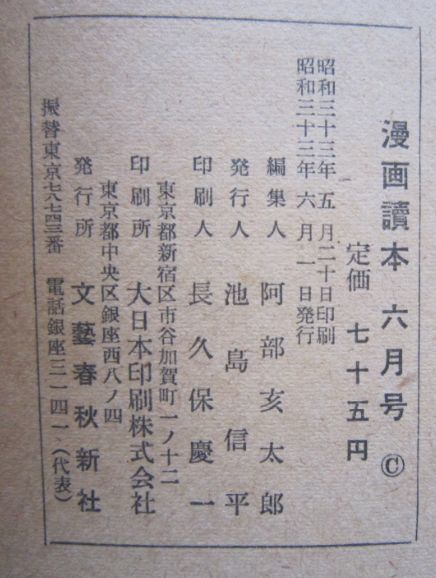 漫画讀本 六月号 ©
定価 七十五円
昭和三十三年 五月二十日印刷
昭和三十三年 六月一日発行
編集人 阿部亥太郎
発行人 池島信平
印刷人 長久保慶一
東京都新宿区市谷加賀町一ノ十二
印刷所 大日本印刷株式会社
東京都中央区銀座西八ノ四
発行所 文藝春秋新社
振替東京七八七四三番 電話銀座三一四一(代表)